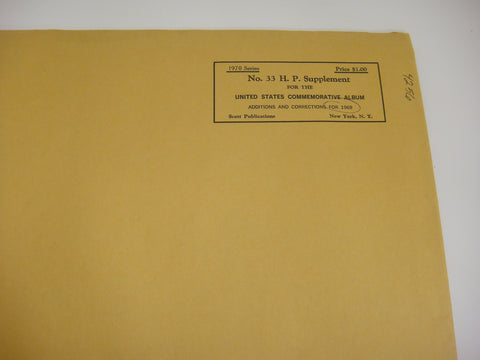 1970 Series Price $1.00
No. 33 H. P. Supplement
FOR THE
UNITED STATES COMMEMORATIVE ALBUM
ADDITIONS AND CORRECTIONS FOR 1969
Scott Publications New York, N. Y.